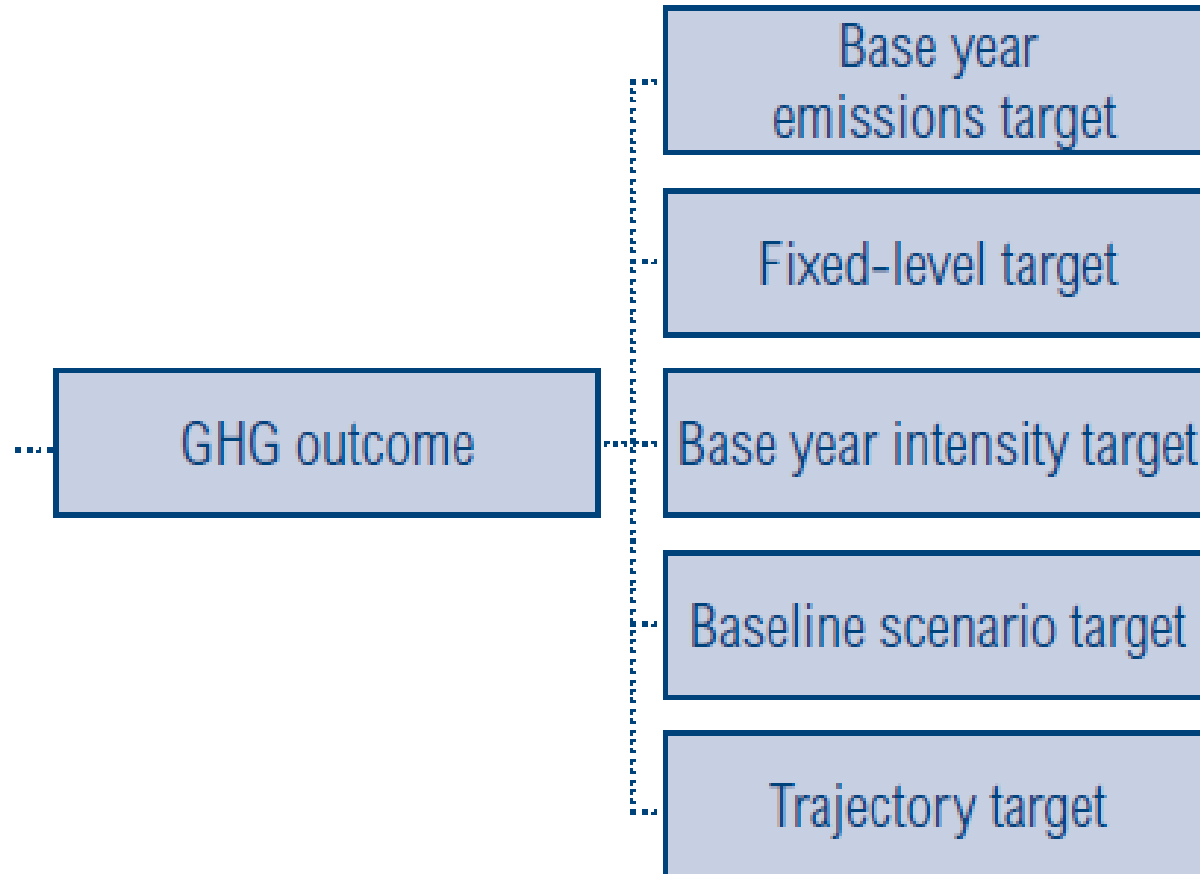 Base year
emissions target
Fixed-level target
GHG outcome
Base year intensity target
Baseline scenario target
Trajectory target